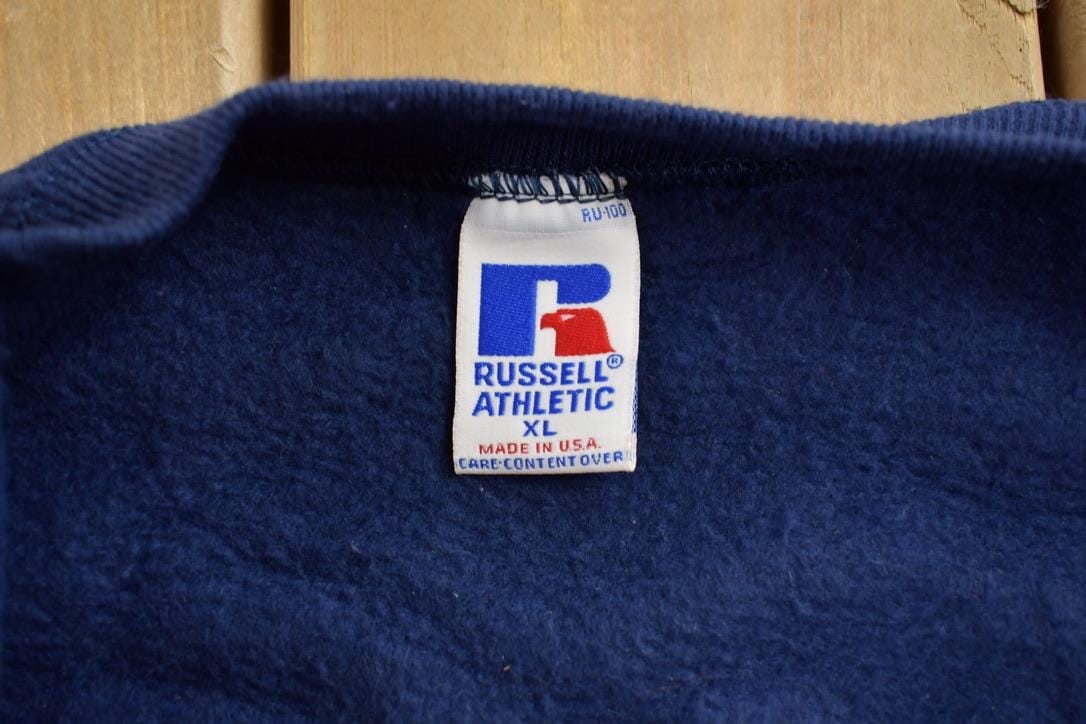 RU-100
RUSSELL®
ATHLETIC
XL
MADE IN U.S.A.
CARE-CONTENT OVER